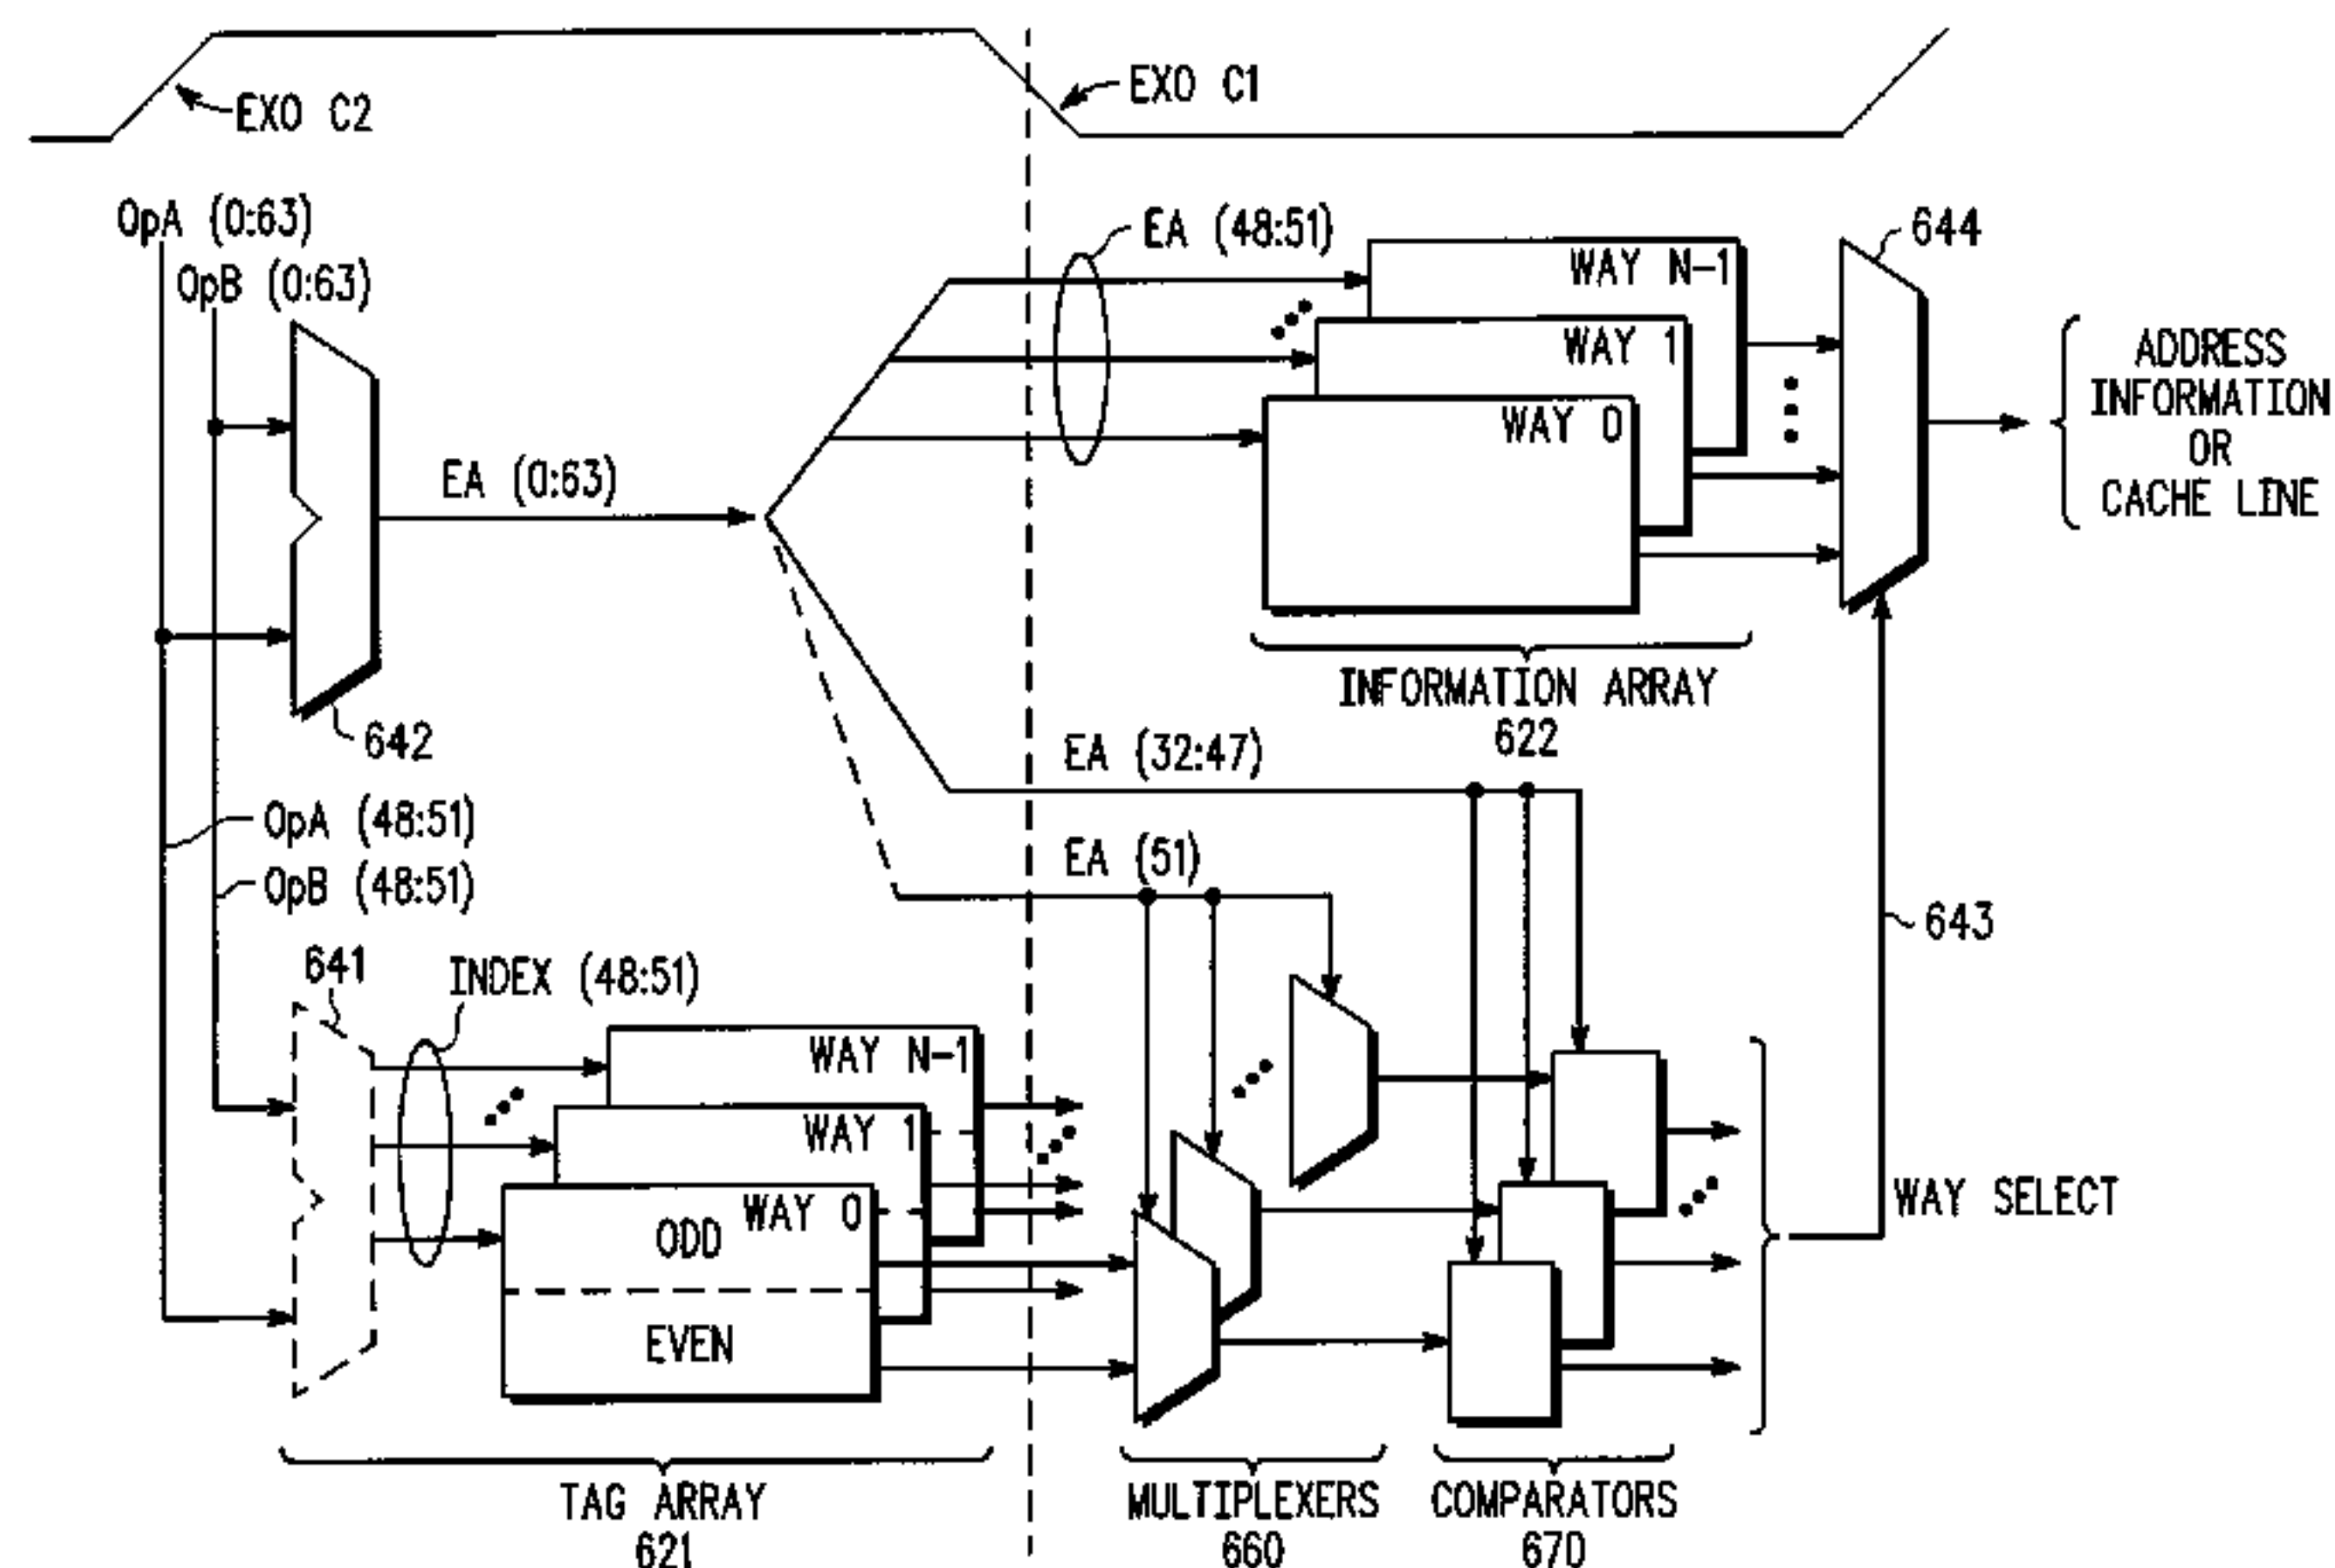 EXO C2
EXO C1
OpA (0:63)
OpB (0:63)
EA (48:51)
644
WAY N-1
WAY 1
WAY 0
ADDRESS
INFORMATION
OR
CACHE LINE
EA (0:63)
642
INFORMATION ARRAY
622
EA (32:47)
OpA (48:51)
OpB (48:51)
EA (51)
643
641
INDEX (48:51)
WAY N-1
WAY 1
WAY 0
ODD
EVEN
WAY SELECT
TAG ARRAY
621
MULTIPLEXERS
660
COMPARATORS
670